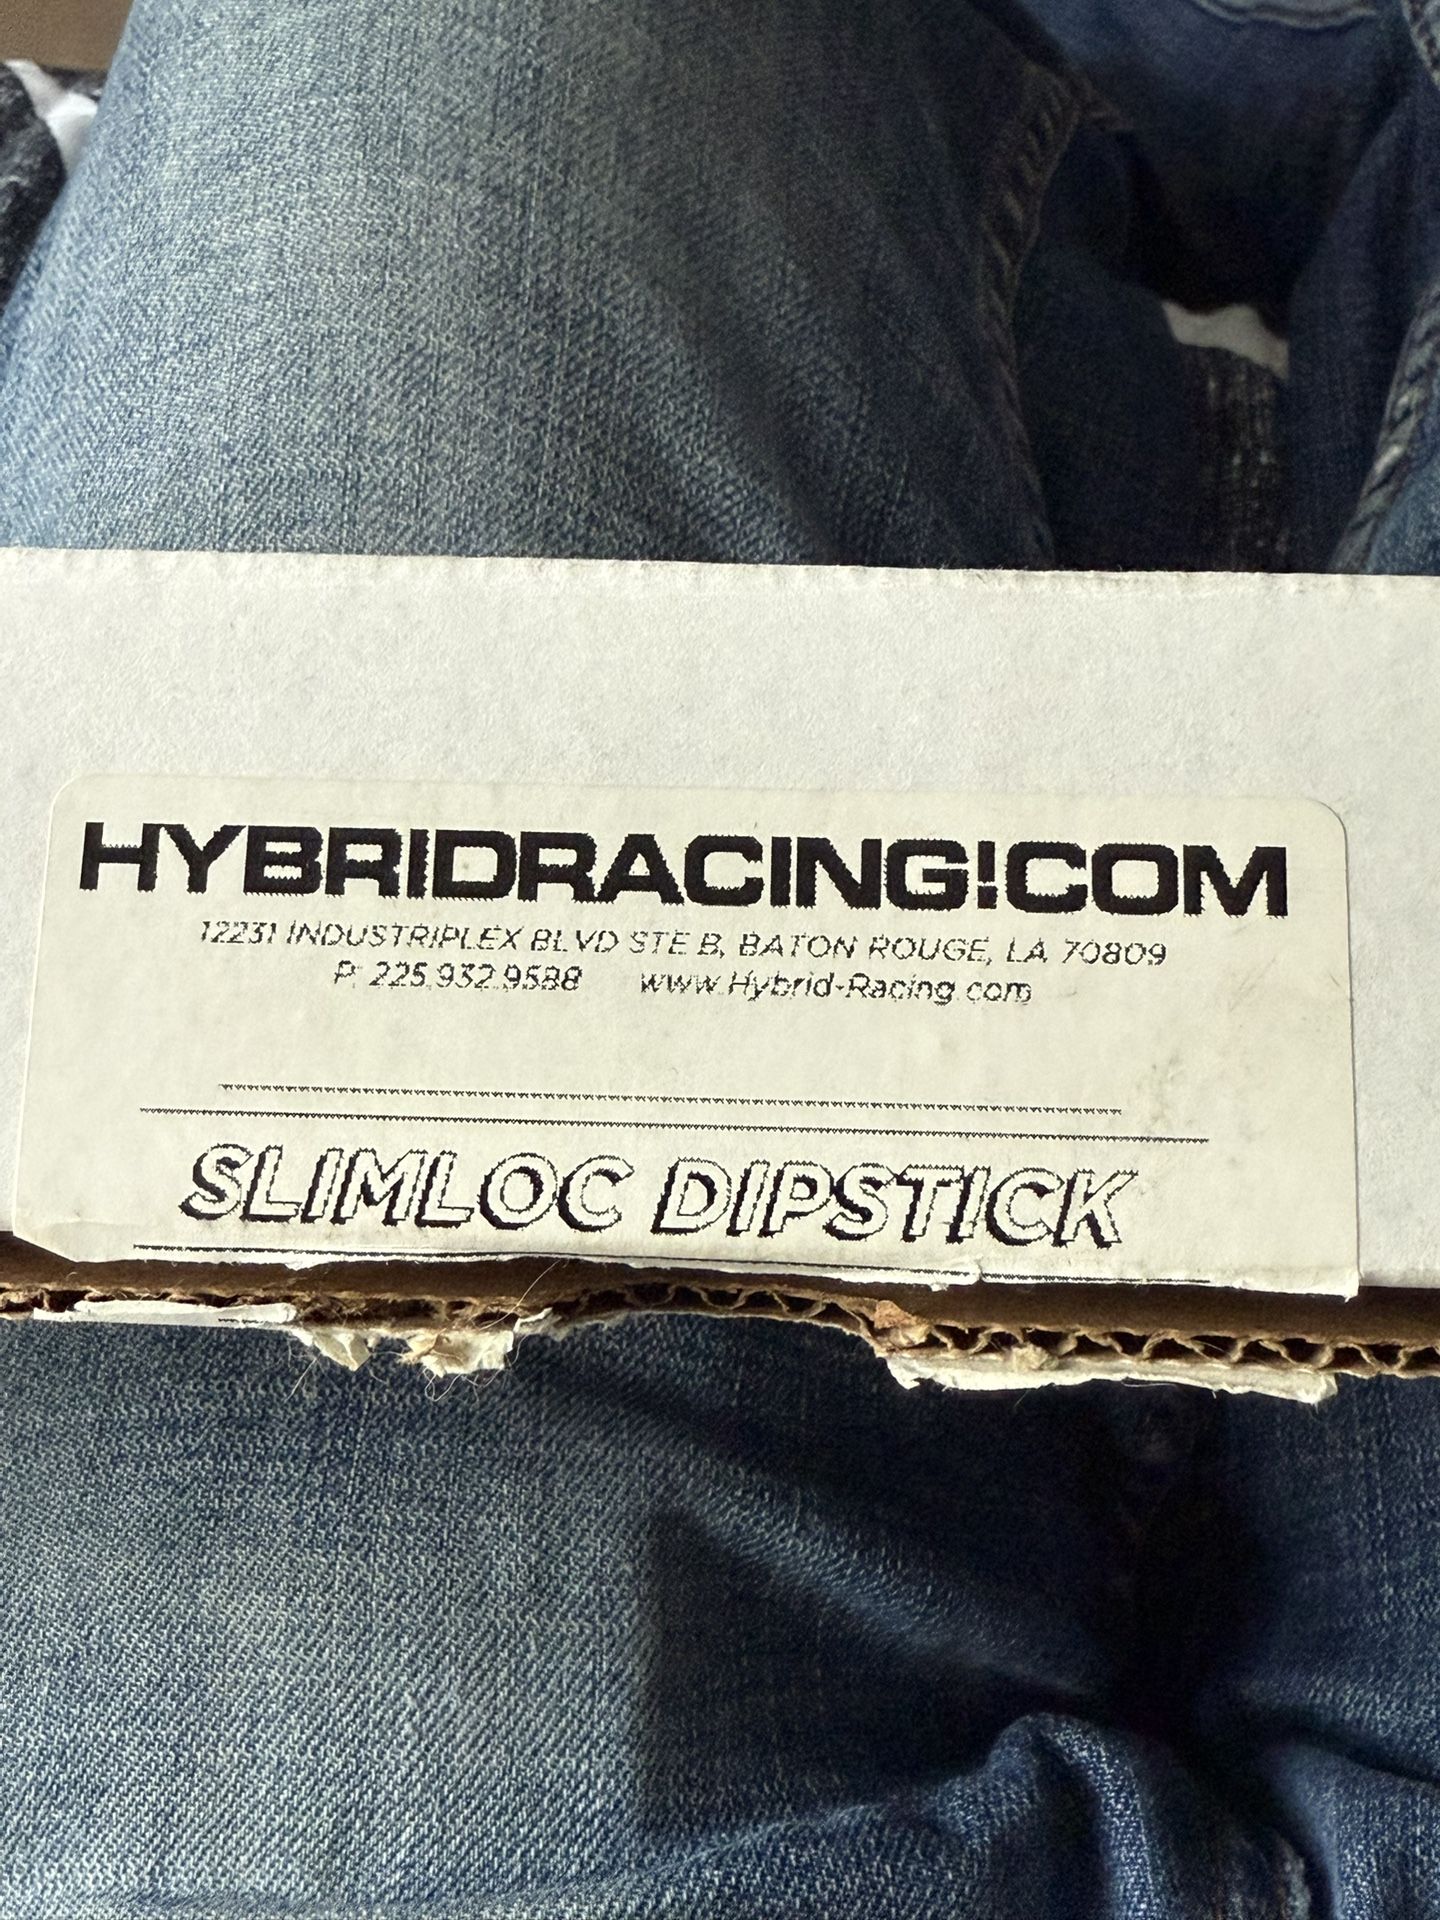 HYBRIDRACING!COM
12231 INDUSTRIPLEX BLVD STE B, BATON ROUGE, LA 70809
P: 225.932.9588 www.Hybrid-Racing.com
SLIMLOC DIPSTICK